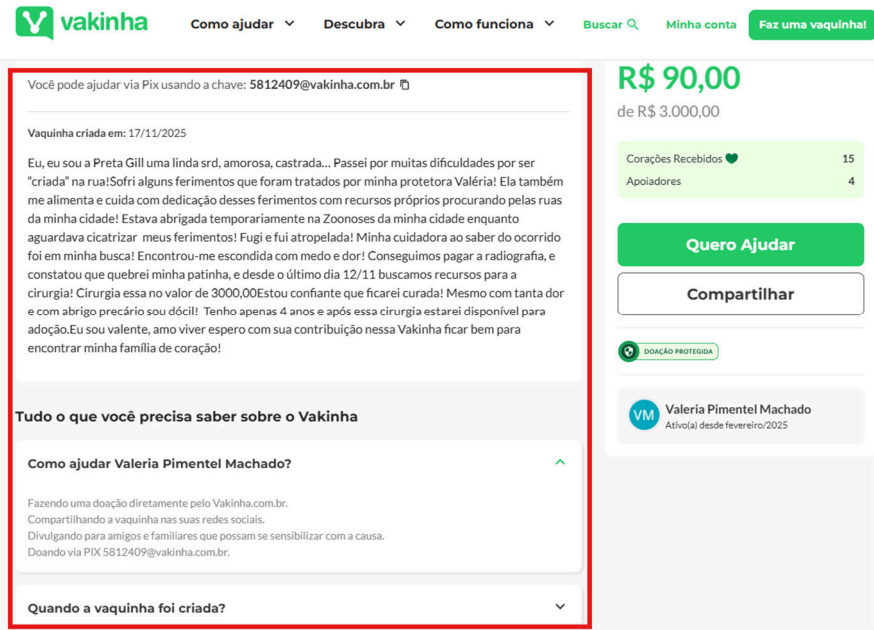 vakinha
Como ajudar
Descubra
Como funciona
Buscar
Minha conta
Faz uma vaquinha!
Você pode ajudar via Pix usando a chave: 5812409@vakinha.com.br
Vaquinha criada em: 17/11/2025
Eu, eu sou a Preta Gill uma linda srd, amorosa, castrada... Passei por muitas dificuldades por ser
“criada” na rua!Sofri alguns ferimentos que foram tratados por minha protetora Valéria! Ela também
me alimenta e cuida com dedicação desses ferimentos com recursos próprios procurando pelas ruas
da minha cidade! Estava abrigada temporariamente na Zoonoses da minha cidade enquanto
aguardava cicatrizar meus ferimentos! Fugi e fui atropelada! Minha cuidadora ao saber do ocorrido
foi em minha busca! Encontrou-me escondida com medo e dor! Conseguimos pagar a radiografia, e
constatou que quebrei minha patinha, e desde o último dia 12/11 buscamos recursos para a
cirurgia! Cirurgia essa no valor de 3000,00Estou confiante que ficarei curada! Mesmo com tanta dor
e com abrigo precário sou dócil! Tenho apenas 4 anos e após essa cirurgia estarei disponível para
adoção.Eu sou valente, amo viver espero com sua contribuição nessa Vakinha ficar bem para
encontrar minha família de coração!
Tudo o que você precisa saber sobre o Vakinha
Como ajudar Valeria Pimentel Machado?
Fazendo uma doação diretamente pelo Vakinha.com.br.
Compartilhando a vaquinha nas suas redes sociais.
Divulgando para amigos e familiares que possam se sensibilizar com a causa.
Doando via PIX 5812409@vakinha.com.br.
Quando a vaquinha foi criada?
R$ 90,00
de R$ 3.000,00
Corações Recebidos 15
Apoiadores 4
Quero Ajudar
Compartilhar
DOAÇÃO PROTEGIDA
VM
Valeria Pimentel Machado
Ativo(a) desde fevereiro/2025